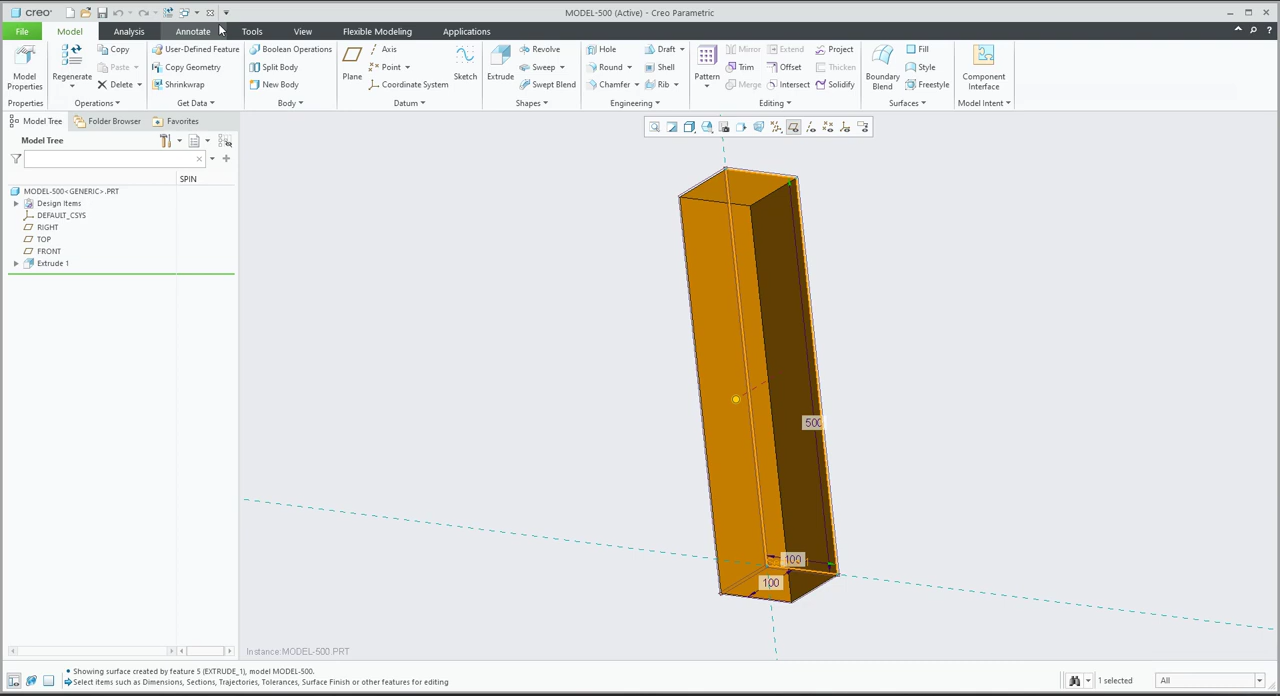 creo
MODEL-500 (Active) - Creo Parametric
File
Model
Analysis
Annotate
Tools
View
Flexible Modeling
Applications
Model
Properties
Regenerate
Copy
Paste
Delete
User-Defined Feature
Copy Geometry
Shrinkwrap
Boolean Operations
Split Body
New Body
Plane
Axis
Point
Coordinate System
Sketch
Extrude
Revolve
Sweep
Swept Blend
Hole
Round
Chamfer
Draft
Shell
Rib
Pattern
Mirror
Trim
Merge
Extend
Offset
Intersect
Project
Thicken
Solidify
Boundary
Blend
Fill
Style
Freestyle
Component
Interface
Properties
Operations
Get Data
Body
Datum
Shapes
Engineering
Editing
Surfaces
Model Intent
Model Tree
Folder Browser
Favorites
Model Tree
SPIN
MODEL-500<GENERIC>.PRT
Design Items
DEFAULT_CSYS
RIGHT
TOP
FRONT
Extrude 1
500
100
100
Instance:MODEL-500.PRT
Showing surface created by feature 5 (EXTRUDE_1), model MODEL-500.
Select items such as Dimensions, Sections, Trajectories, Tolerances, Surface Finish or other features for editing
1 selected
All